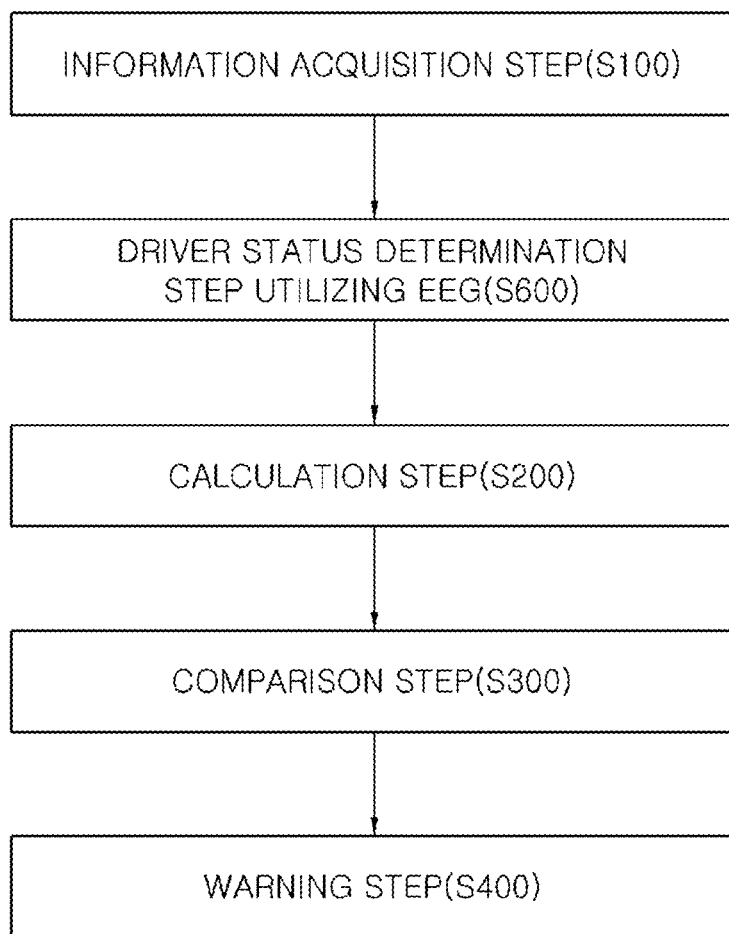 INFORMATION ACQUISITION STEP(S100)
DRIVER STATUS DETERMINATION
STEP UTILIZING EEG(S600)
CALCULATION STEP(S200)
COMPARISON STEP(S300)
WARNING STEP(S400)